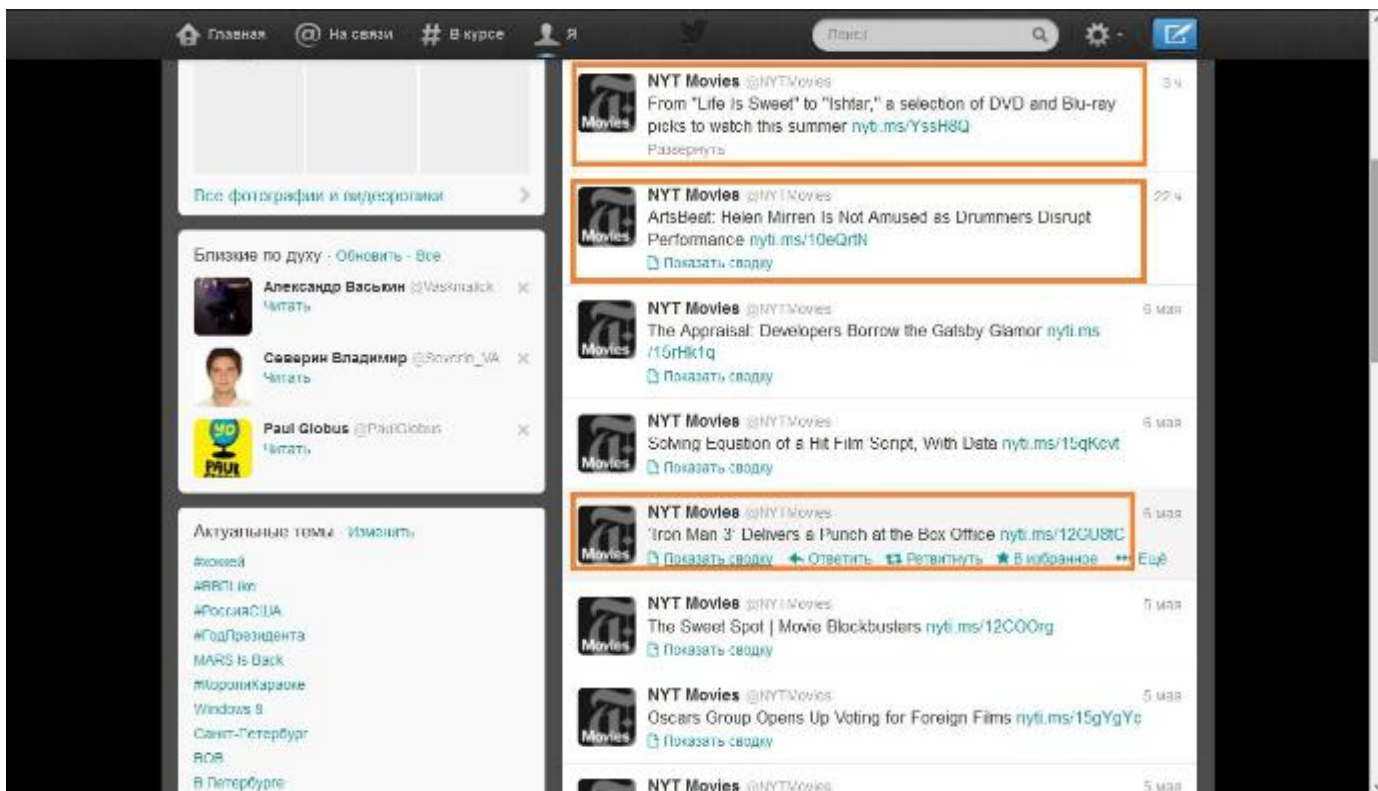 Главная
На связи
В курсе
Я
Поиск
Все фотографии и видеоролики
Близкие по духу · Обновить · Все
Александр Васькин
Читать
Северин Владимир @Severin_VA
Читать
Paul Globus @PaulGlobus
Читать
Актуальные темы · Изменить
#хоккей
#ВВПLike
#РоссияСША
#ГодПрезидента
MARS Is Back
#КоролиКараоке
Windows 8
Санкт-Петербург
ВОВ
В Петербурге
NYT Movies @NYTMovies 3 ч
From "Life Is Sweet" to "Ishtar," a selection of DVD and Blu-ray
picks to watch this summer nyti.ms/YssH8Q
Развернуть
NYT Movies @NYTMovies 22 ч
ArtsBeat: Helen Mirren Is Not Amused as Drummers Disrupt
Performance nyti.ms/10eQrtN
Показать сводку
NYT Movies @NYTMovies 6 мая
The Appraisal: Developers Borrow the Gatsby Glamor nyti.ms
/15rHk1q
Показать сводку
NYT Movies @NYTMovies 6 мая
Solving Equation of a Hit Film Script, With Data nyti.ms/15qKcvt
Показать сводку
NYT Movies @NYTMovies 6 мая
'Iron Man 3' Delivers a Punch at the Box Office nyti.ms/12GU8tC
Показать сводку Ответить Ретвитнуть В избранное Ещё
NYT Movies @NYTMovies 5 мая
The Sweet Spot | Movie Blockbusters nyti.ms/12COOrg
Показать сводку
NYT Movies @NYTMovies 5 мая
Oscars Group Opens Up Voting for Foreign Films nyti.ms/15gYgYc
Показать сводку
NYT Movies @NYTMovies 5 мая